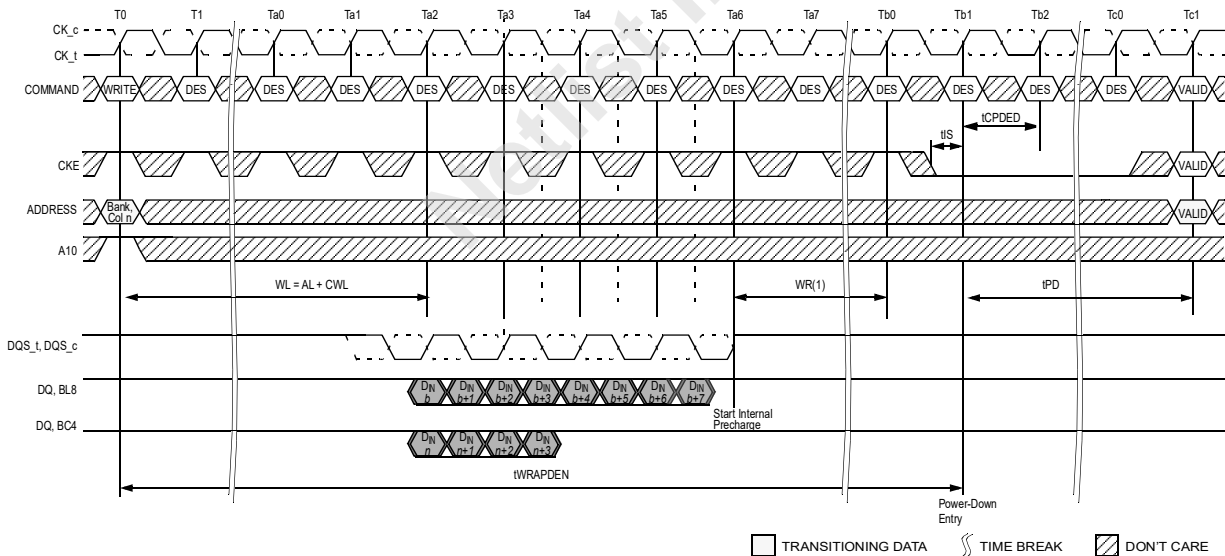 T0 T1 Ta0 Ta1 Ta2 Ta3 Ta4 Ta5 Ta6 Ta7 Tb0 Tb1 Tb2 Tc0 Tc1
CK_c
CK_t
COMMAND WRITE DES DES DES DES DES DES DES DES DES DES DES DES DES VALID
tCPDED
tIS
CKE VALID
ADDRESS Bank, Col n VALID
A10
WL = AL + CWL WR(1) tPD
DQS_t, DQS_c
DQ, BL8 DIN b DIN b+1 DIN b+2 DIN b+3 DIN b+4 DIN b+5 DIN b+6 DIN b+7
Start Internal
Precharge
DQ, BC4 DIN n DIN n+1 DIN n+2 DIN n+3
tWRAPDEN
Power-Down
Entry
TRANSITIONING DATA TIME BREAK DON'T CARE
Netlist